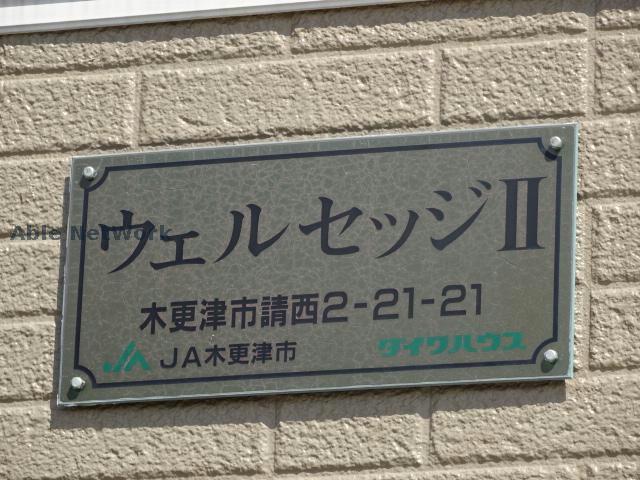 ウェルセッジⅡ
木更津市請西2-21-21
JA JA木更津市 ダイワハウス
Able Network